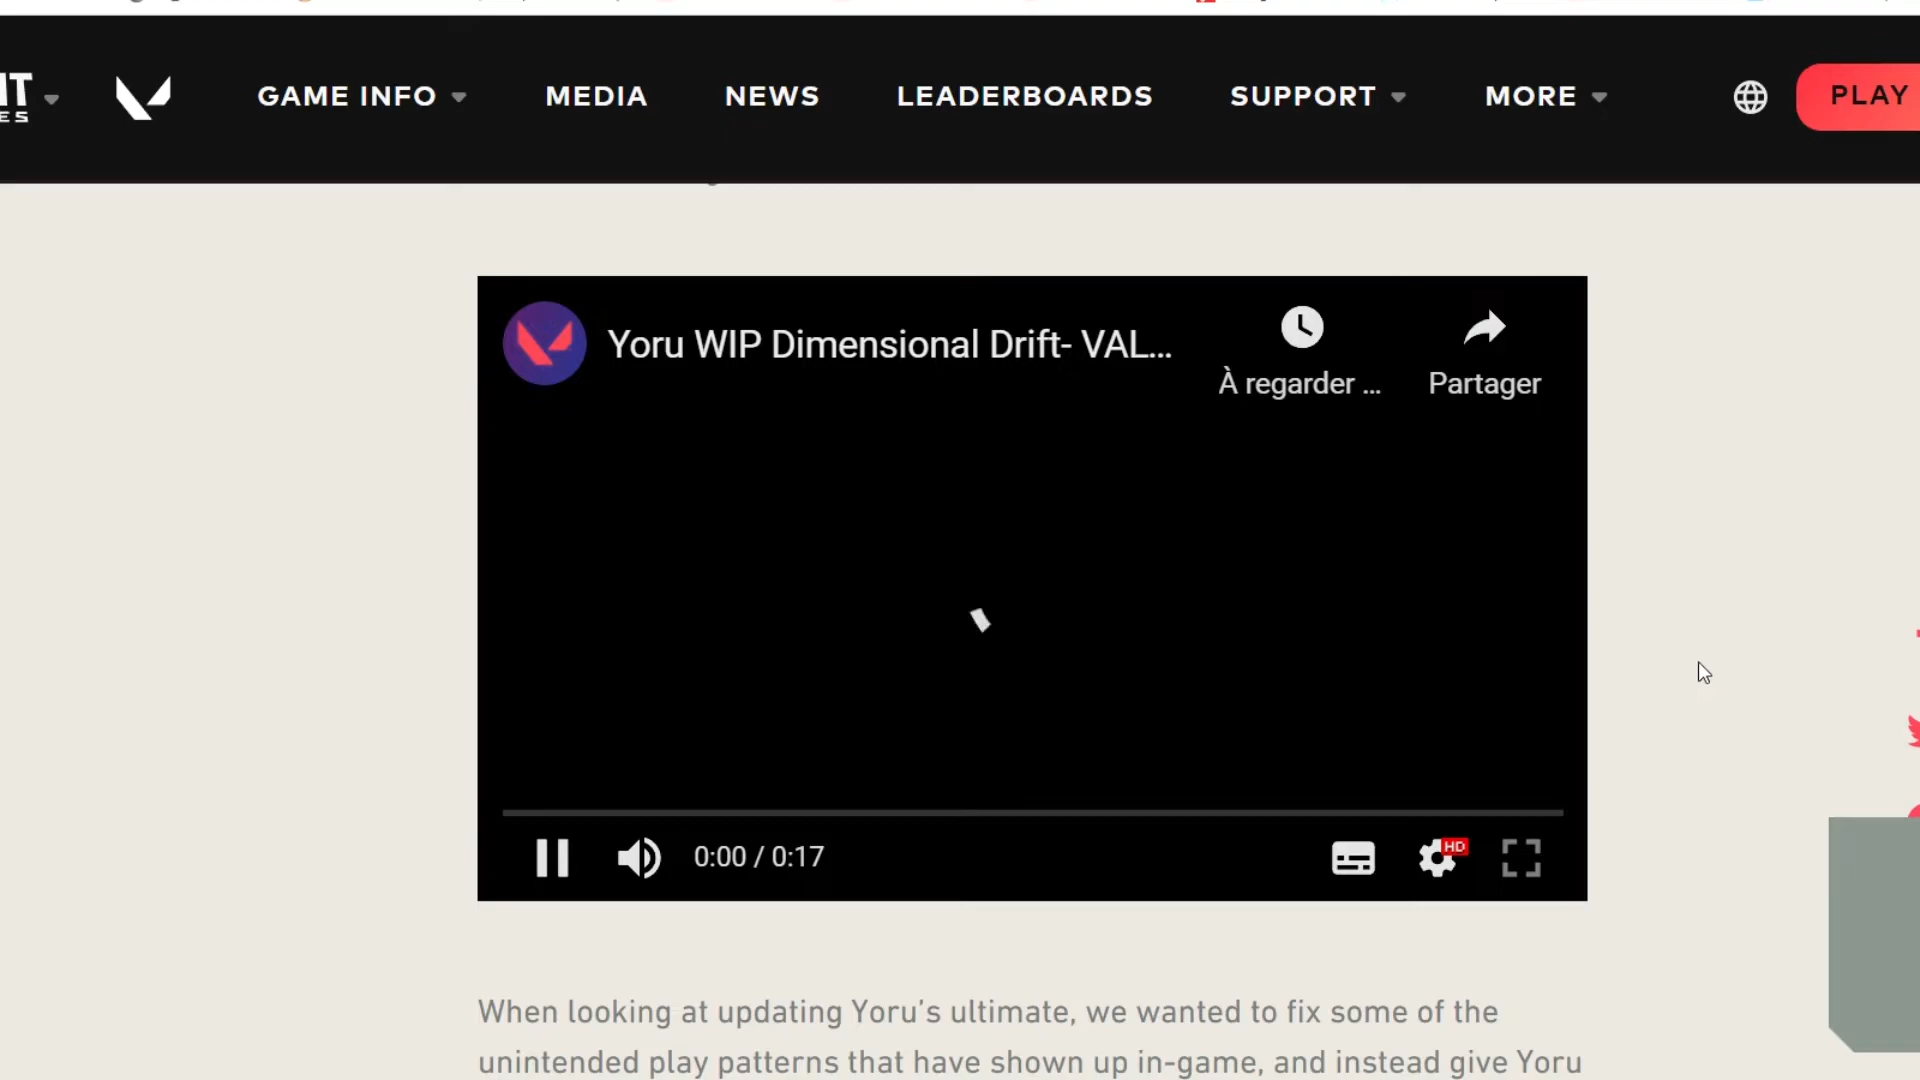 GAME INFO
MEDIA
NEWS
LEADERBOARDS
SUPPORT
MORE
PLAY
Yoru WIP Dimensional Drift- VAL...
À regarder ...
Partager
0:00 / 0:17
HD
When looking at updating Yoru's ultimate, we wanted to fix some of the
unintended play patterns that have shown up in-game, and instead give Yoru